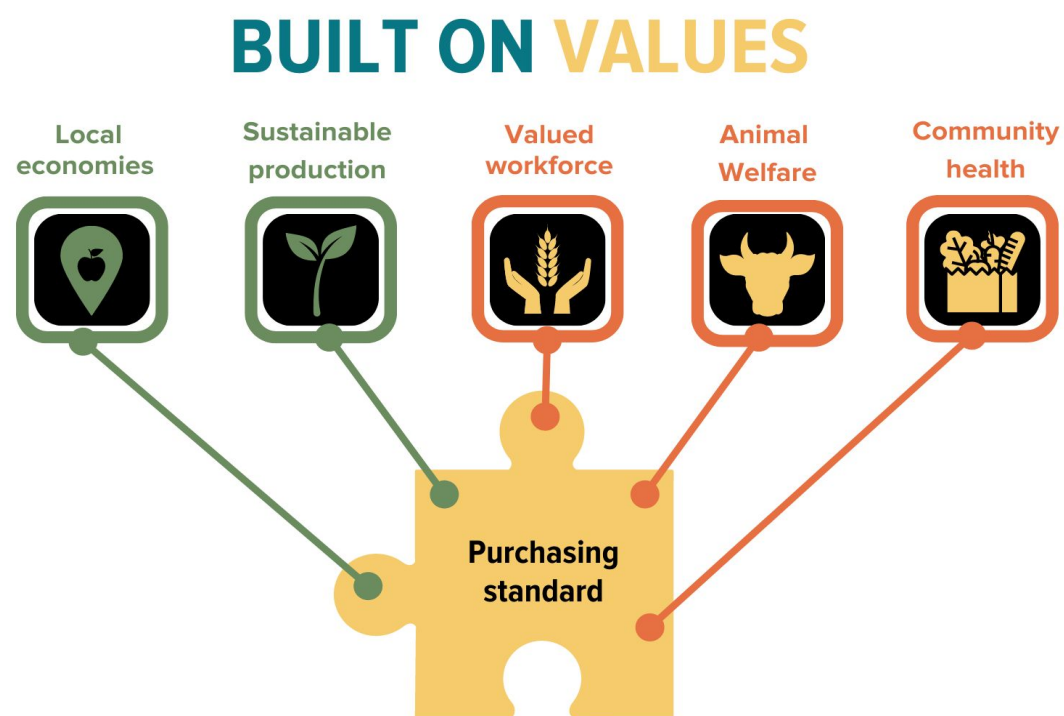 BUILT ON VALUES
Local
economies
Sustainable
production
Valued
workforce
Animal
Welfare
Community
health
Purchasing
standard